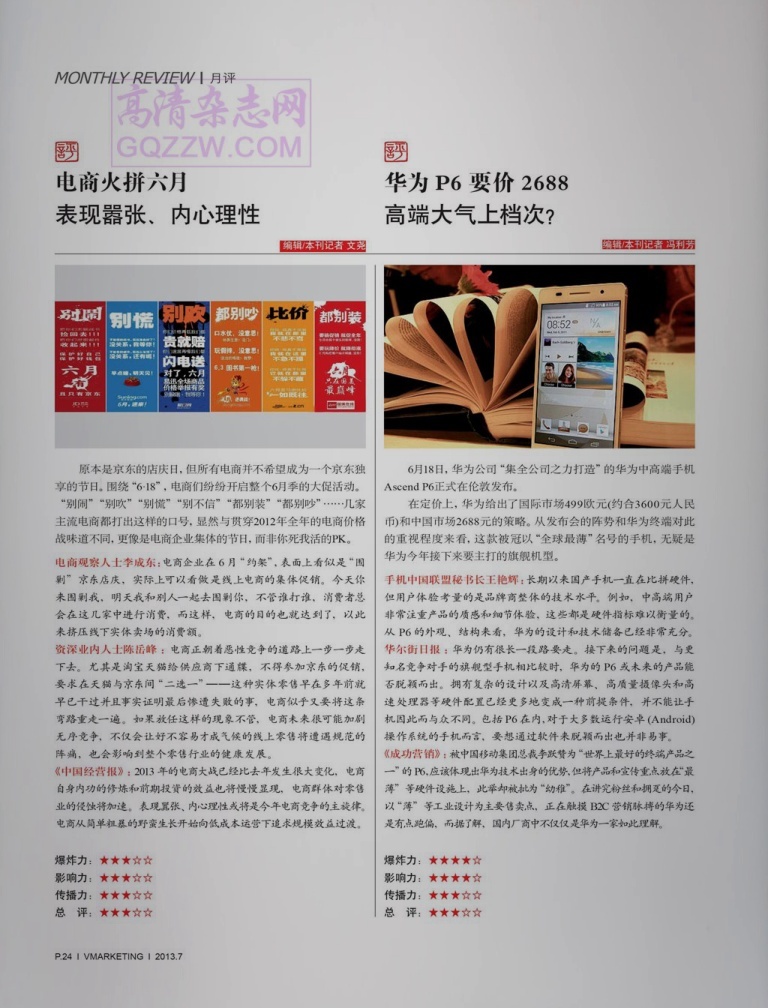 MONTHLY REVIEW | 月评
高清杂志网
GQZZW.COM
电商火拼六月
表现嚣张、内心理性
编辑/本刊记者 文尧
别闹
六月
别慌
别吹
贵就赔
闪电送
对了,六月
都别吵
口水仗,没意思!
玩微博,没意思!
比价
都别装
最巅峰
原本是京东的店庆日,但所有电商并不希望成为一个京东独
享的节日。围绕“6·18”,电商们纷纷开启整个6月季的大促活动。
“别闹”“别吹”“别慌”“别不信”“都别装”“都别吵”……几家
主流电商都打出这样的口号,显然与贯穿2012年全年的电商价格
战味道不同,更像是电商企业集体的节日,而非你死我活的PK。
电商观察人士李成东:电商企业在 6 月“约架”,表面上看似是“围
剿”京东店庆,实际上可以看做是线上电商的集体促销。今天你
来围剿我,明天我和别人一起去围剿你,不管谁打谁,消费者总
会在这几家中进行消费,而这样,电商的目的也就达到了,以此
来挤压线下实体卖场的消费额。
资深业内人士陈岳峰:电商正朝着恶性竞争的道路上一步一步走
下去。尤其是淘宝天猫给供应商下通牒,不得参加京东的促销,
要求在天猫与京东间“二选一”——这种实体零售早在多年前就
早已干过并且事实证明最后惨遭失败的事,电商似乎又要将这条
弯路重走一遍。如果放任这样的现象不管,电商未来很可能加剧
无序竞争,不仅会让好不容易才成气候的线上零售将遭遇规范的
阵痛,也会影响到整个零售行业的健康发展。
《中国经营报》:2013 年的电商大战已经比去年发生很大变化,电商
自身内功的修炼和前期投资的效益也将慢慢显现,电商群体对零售
业的侵蚀将加速。表现嚣张、内心理性或将是今年电商竞争的主旋律。
电商从简单粗暴的野蛮生长开始向低成本运营下追求规模效益过渡。
爆炸力:★★★☆☆
影响力:★★★☆☆
传播力:★★★☆☆
总 评:★★★☆☆
华为 P6 要价 2688
高端大气上档次?
编辑/本刊记者 冯利芳
08:52
6月18日,华为公司“集全公司之力打造”的华为中高端手机
Ascend P6正式在伦敦发布。
在定价上,华为给出了国际市场499欧元(约合3600元人民
币)和中国市场2688元的策略。从发布会的阵势和华为终端对此
的重视程度来看,这款被冠以“全球最薄”名号的手机,无疑是
华为今年接下来要主打的旗舰机型。
手机中国联盟秘书长王艳辉:长期以来国产手机一直在比拼硬件,
但用户体验考量的是品牌商整体的技术水平。例如,中高端用户
非常注重产品的质感和细节体验,这些都是硬件指标难以衡量的。
从 P6 的外观、结构来看,华为的设计和技术储备已经非常充分。
华尔街日报:华为仍有很长一段路要走。接下来的问题是,与更
知名竞争对手的旗舰型手机相比较时,华为的 P6 或未来的产品能
否脱颖而出。拥有复杂的设计以及高清屏幕、高质量摄像头和高
速处理器等硬件配置已经更多地变成一种前提条件,并不能让手
机因此而与众不同。包括 P6 在内,对于大多数运行安卓 (Android)
操作系统的手机而言,要想通过软件来脱颖而出也并非易事。
《成功营销》:被中国移动集团总裁李跃赞为“世界上最好的终端产品之
一”的 P6,应该体现出华为技术出身的优势,但将产品和宣传重点放在“最
薄”等硬件设施上,此举却被批为“幼稚”。在讲究粉丝和拥趸的今日,
以“薄”等工业设计为主要售卖点,正在触摸 B2C 营销脉搏的华为还
是有点跑偏,而据了解,国内厂商中不仅仅是华为一家如此理解。
爆炸力:★★★★☆
影响力:★★★★☆
传播力:★★★☆☆
总 评:★★★☆☆
P.24 | VMARKETING | 2013.7